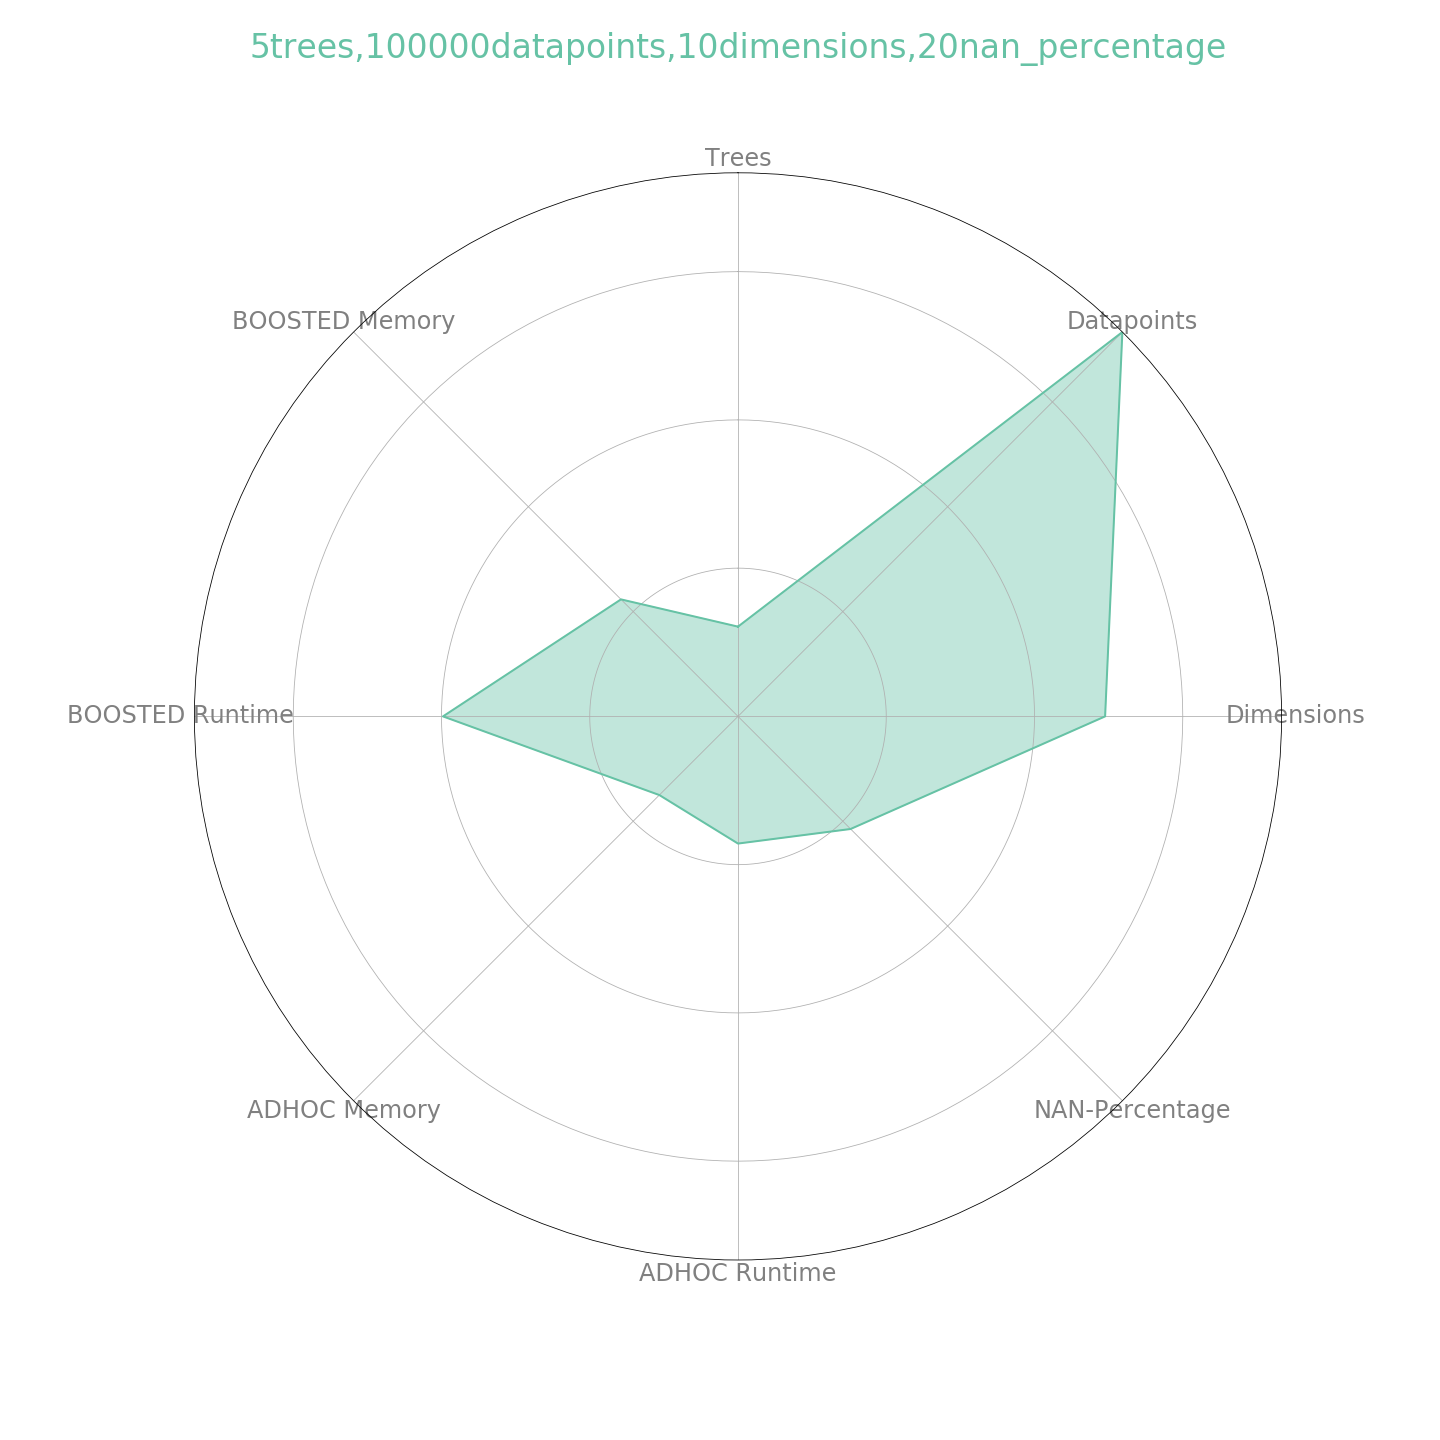 5trees,100000datapoints,10dimensions,20nan_percentage
Trees
BOOSTED Memory
Datapoints
BOOSTED Runtime
Dimensions
ADHOC Memory
NAN-Percentage
ADHOC Runtime